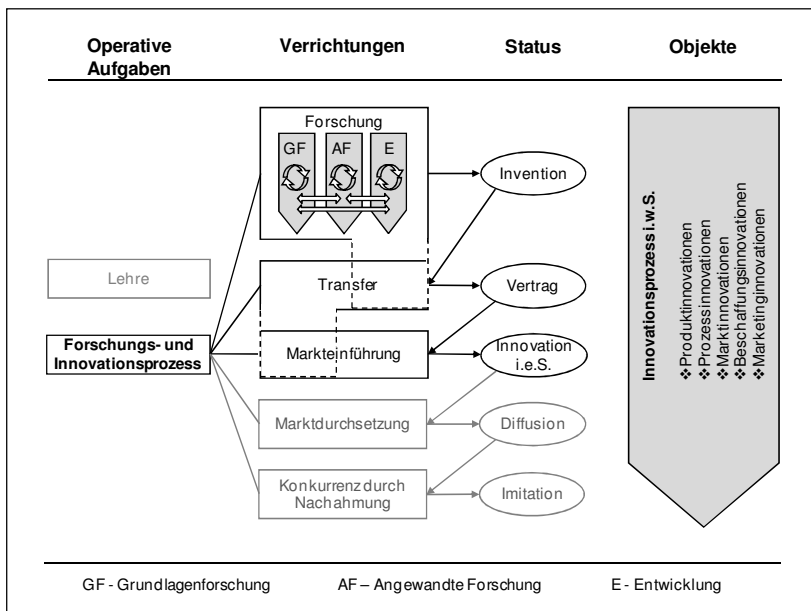 Operative
Aufgaben
Verrichtungen
Status
Objekte
Forschung
GF
AF
E
Invention
Lehre
Transfer
Vertrag
Forschungs- und
Innovationsprozess
Markteinführung
Innovation
i.e.S.
Marktdurchsetzung
Diffusion
Konkurrenz durch
Nachahmung
Imitation
Innovationsprozess i.w.S.
❖Produktinnovationen
❖Prozessinnovationen
❖Marktinnovationen
❖Beschaffungsinnovationen
❖Marketinginnovationen
GF - Grundlagenforschung
AF – Angewandte Forschung
E - Entwicklung